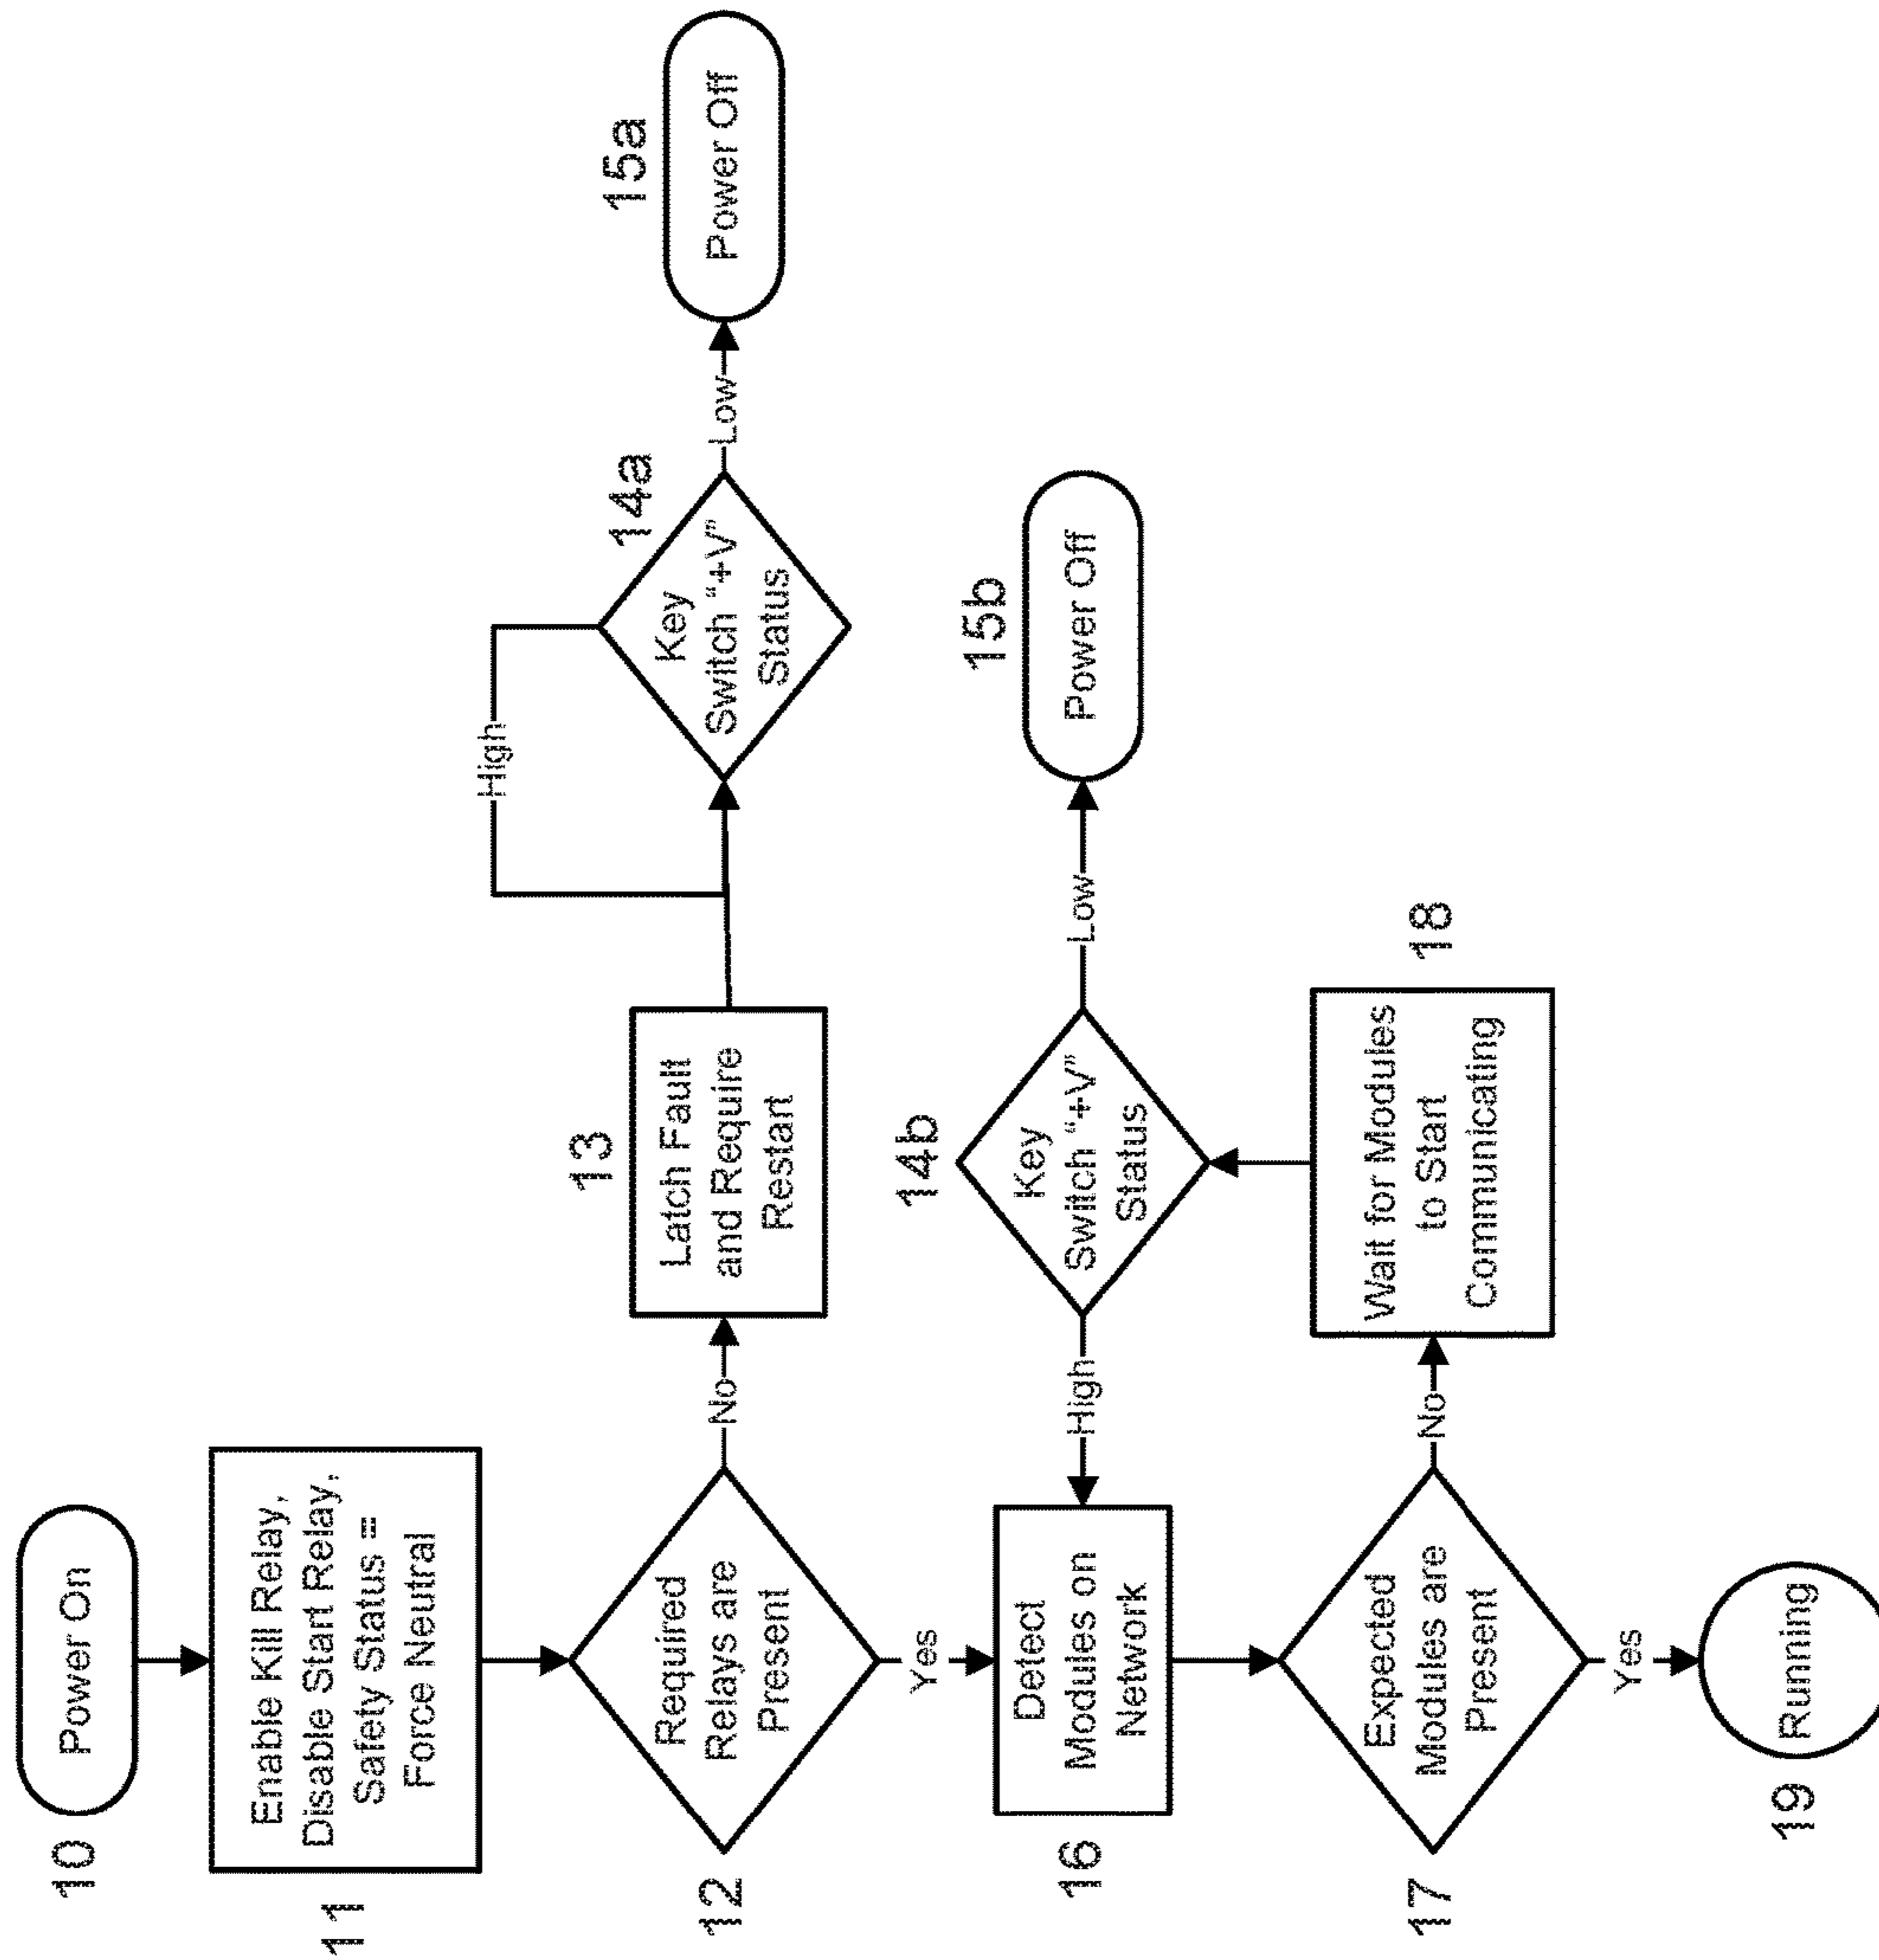 10
Power On
11
Enable Kill Relay,
Disable Start Relay,
Safety Status =
Force Neutral
12
Required
Relays are
Present
No
13
Latch Fault
and Require
Restart
High
14a
Key
Switch "+V"
Status
Low
15a
Power Off
Yes
16
Detect
Modules on
Network
High
14b
Key
Switch "+V"
Status
Low
15b
Power Off
17
Expected
Modules are
Present
No
18
Wait for Modules
to Start
Communicating
Yes
19
Running